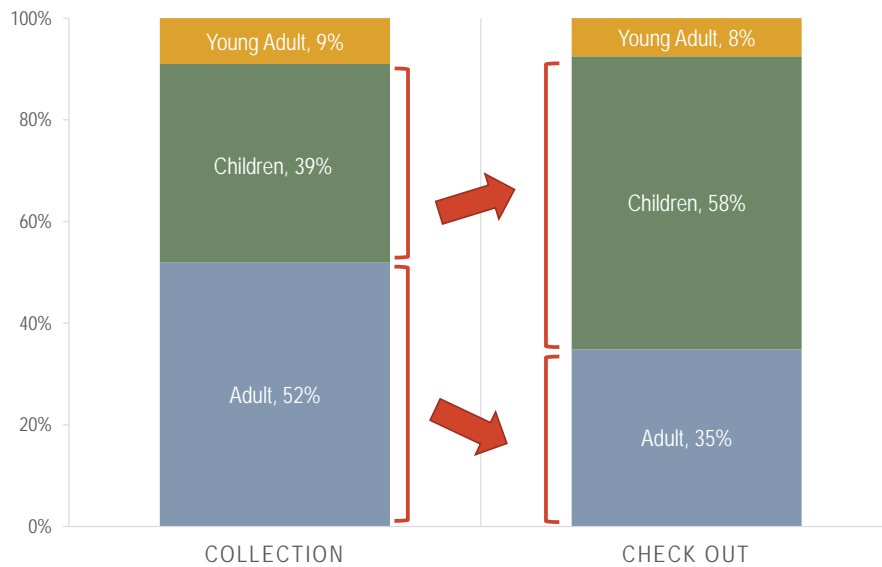 100%
80%
60%
40%
20%
0%
Young Adult, 9%
Children, 39%
Adult, 52%
Young Adult, 8%
Children, 58%
Adult, 35%
COLLECTION
CHECK OUT